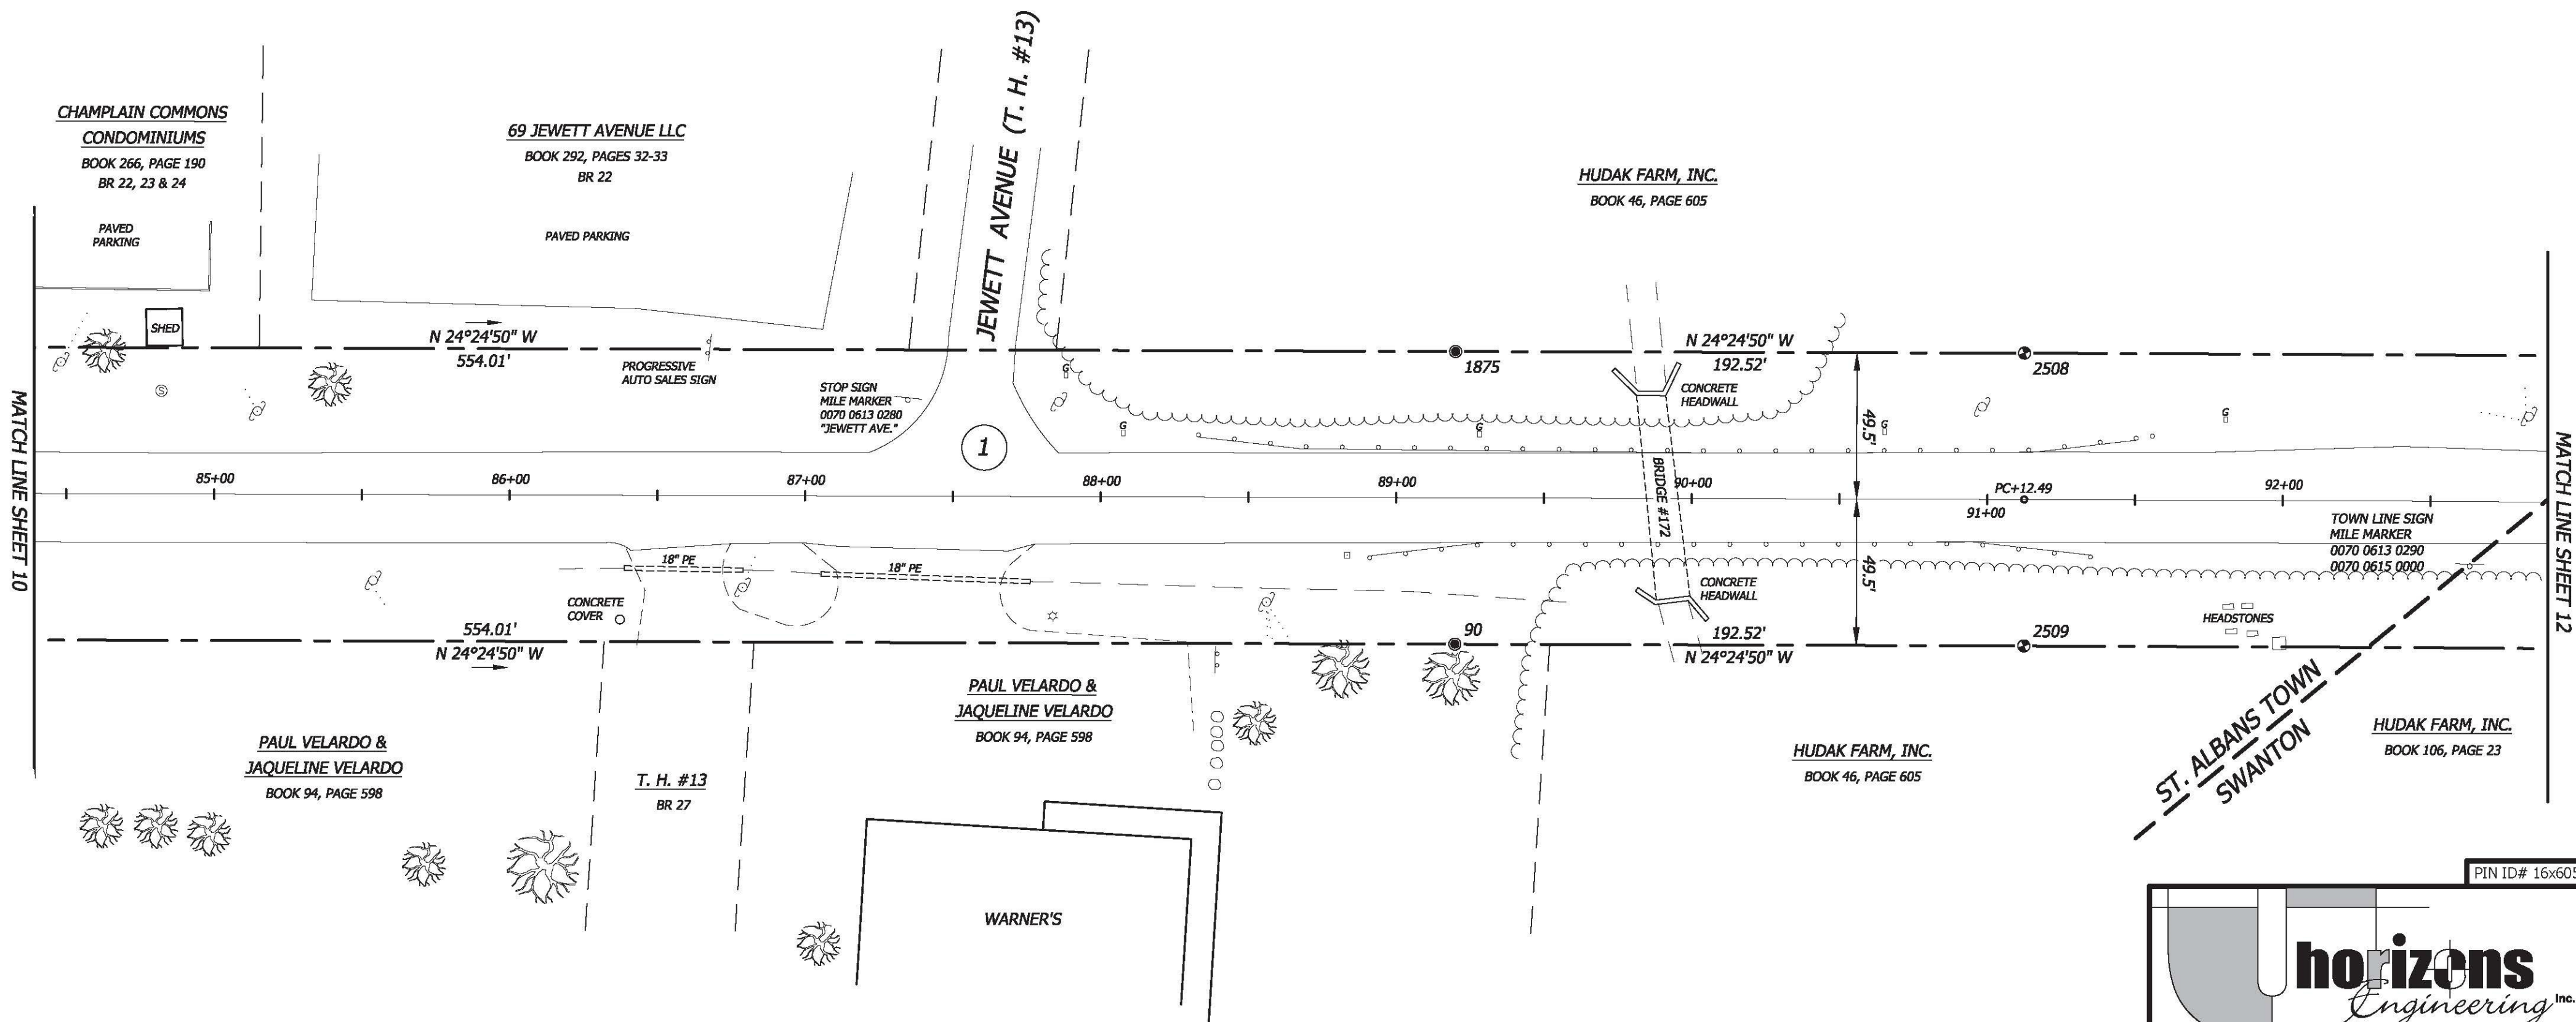 CHAMPLAIN COMMONS
CONDOMINIUMS
BOOK 266, PAGE 190
BR 22, 23 & 24
PAVED
PARKING
SHED
S
69 JEWETT AVENUE LLC
BOOK 292, PAGES 32-33
BR 22
PAVED PARKING
JEWETT AVENUE (T. H. #13)
HUDAK FARM, INC.
BOOK 46, PAGE 605
N 24°24'50" W
554.01'
PROGRESSIVE
AUTO SALES SIGN
STOP SIGN
MILE MARKER
0070 0613 0280
"JEWETT AVE."
1
G
G
G
G
G
1875
N 24°24'50" W
192.52'
CONCRETE
HEADWALL
2508
49.5'
MATCH LINE SHEET 10
MATCH LINE SHEET 12
85+00
86+00
87+00
88+00
89+00
90+00
PC+12.49
91+00
92+00
BRIDGE #172
TOWN LINE SIGN
MILE MARKER
0070 0613 0290
0070 0615 0000
18" PE
18" PE
CONCRETE
COVER
CONCRETE
HEADWALL
49.5'
HEADSTONES
554.01'
N 24°24'50" W
90
192.52'
N 24°24'50" W
2509
PAUL VELARDO &
JAQUELINE VELARDO
BOOK 94, PAGE 598
T. H. #13
BR 27
PAUL VELARDO &
JAQUELINE VELARDO
BOOK 94, PAGE 598
WARNER'S
HUDAK FARM, INC.
BOOK 46, PAGE 605
ST. ALBANS TOWN
SWANTON
HUDAK FARM, INC.
BOOK 106, PAGE 23
PIN ID# 16x605
horizons
Engineering Inc.